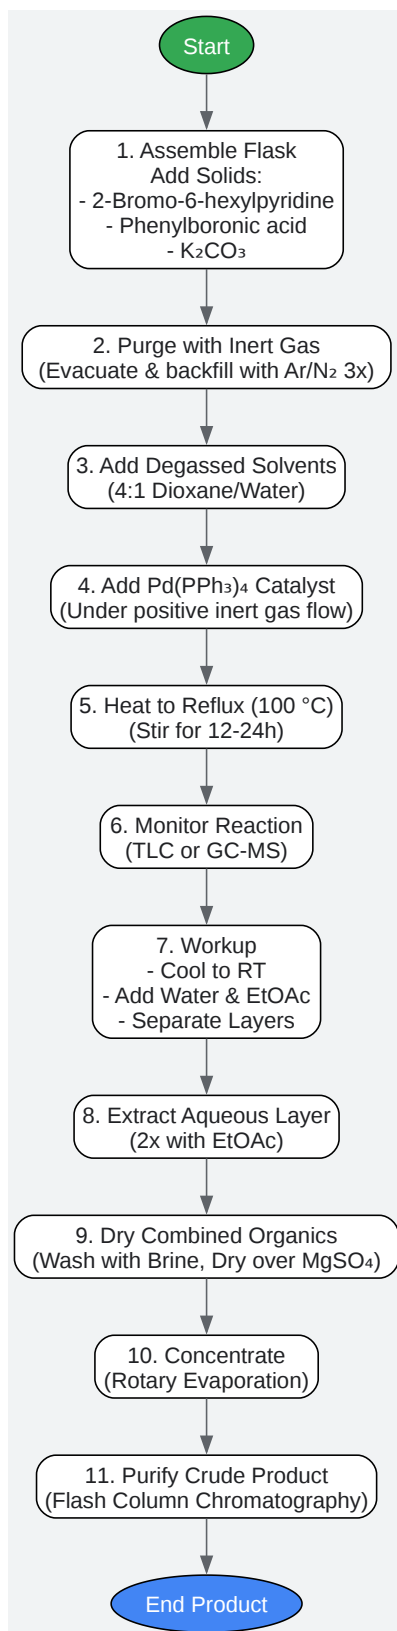 Start
1. Assemble Flask
Add Solids:
- 2-Bromo-6-hexylpyridine
- Phenylboronic acid
- K₂CO₃
2. Purge with Inert Gas
(Evacuate & backfill with Ar/N₂ 3x)
3. Add Degassed Solvents
(4:1 Dioxane/Water)
4. Add Pd(PPh₃)₄ Catalyst
(Under positive inert gas flow)
5. Heat to Reflux (100 °C)
(Stir for 12-24h)
6. Monitor Reaction
(TLC or GC-MS)
7. Workup
- Cool to RT
- Add Water & EtOAc
- Separate Layers
8. Extract Aqueous Layer
(2x with EtOAc)
9. Dry Combined Organics
(Wash with Brine, Dry over MgSO₄)
10. Concentrate
(Rotary Evaporation)
11. Purify Crude Product
(Flash Column Chromatography)
End Product